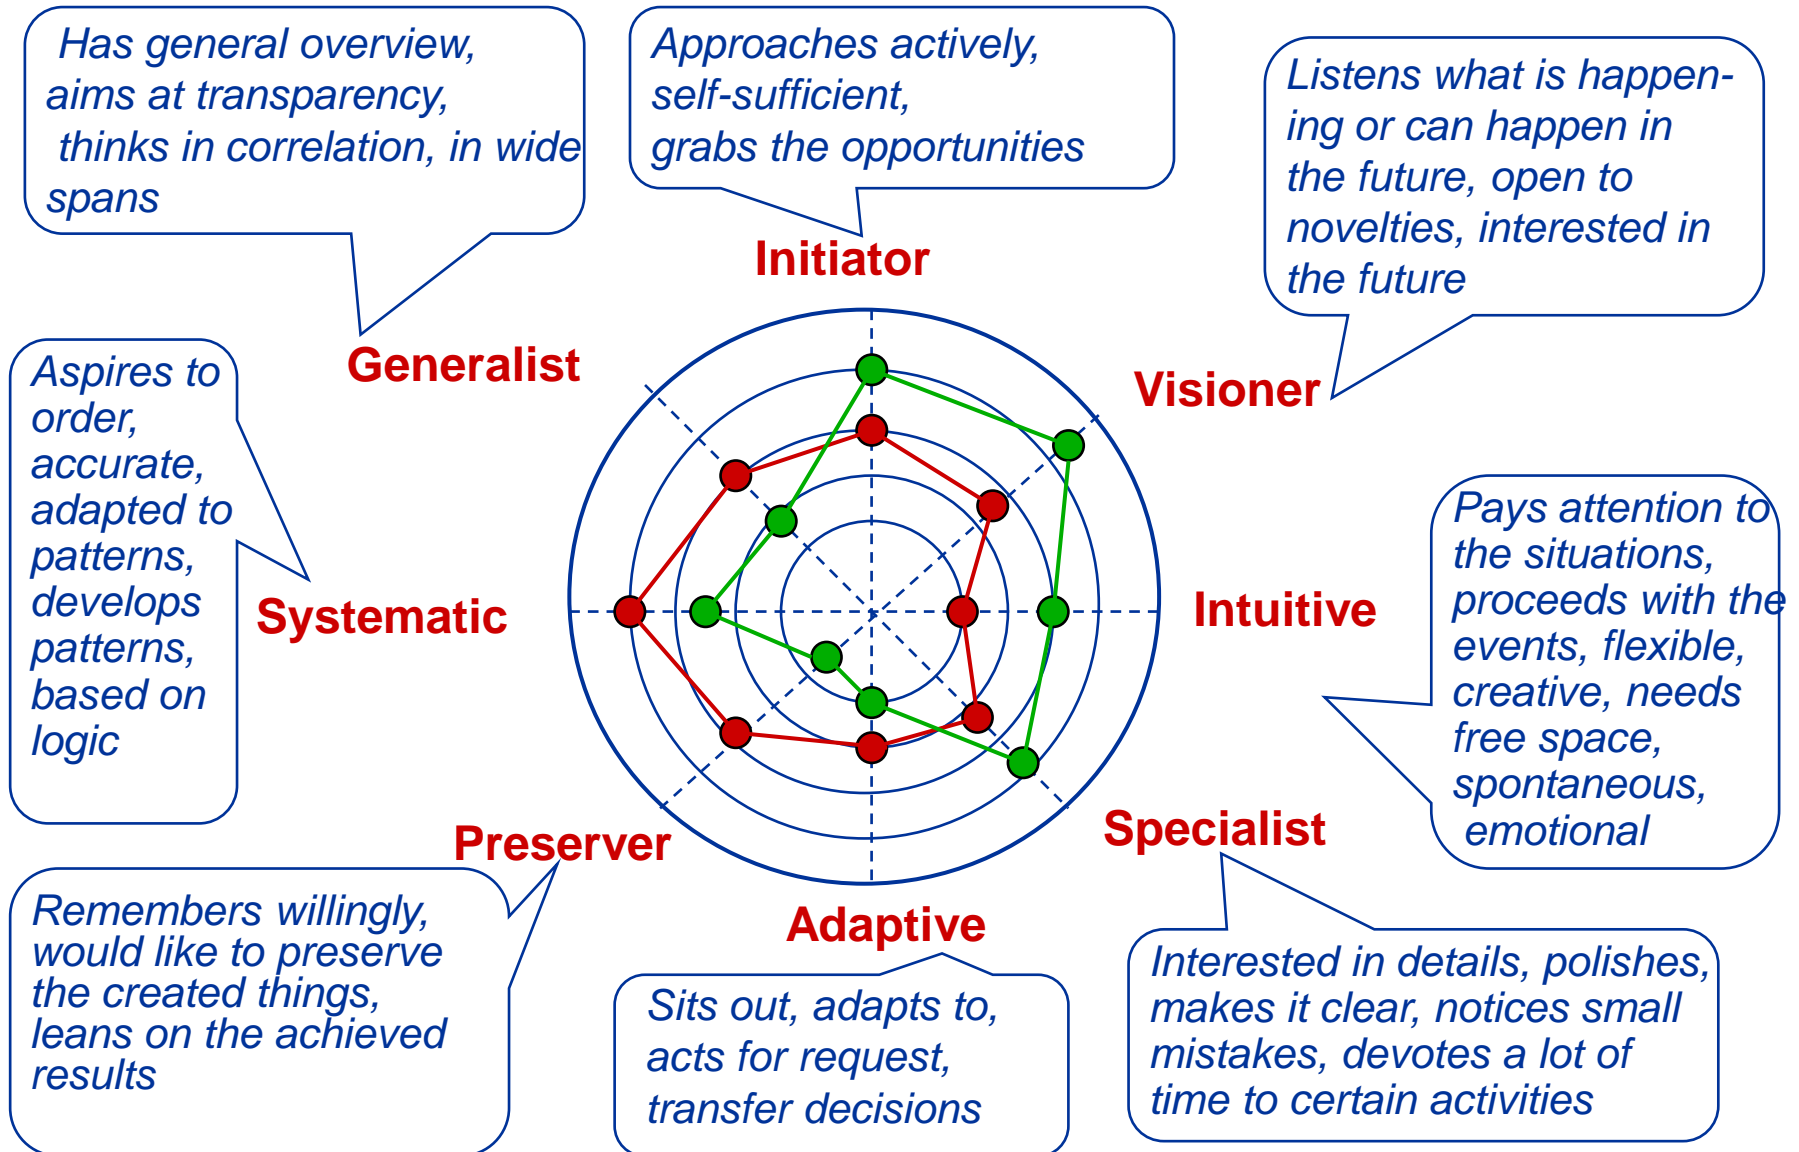 Has general overview,
aims at transparency,
thinks in correlation, in wide
spans
Approaches actively,
self-sufficient,
grabs the opportunities
Listens what is happen-
ing or can happen in
the future, open to
novelties, interested in
the future
Initiator
Generalist
Visioner
Aspires to
order,
accurate,
adapted to
patterns,
develops
patterns,
based on
logic
Systematic
Intuitive
Pays attention to
the situations,
proceeds with the
events, flexible,
creative, needs
free space,
spontaneous,
emotional
Preserver
Specialist
Adaptive
Remembers willingly,
would like to preserve
the created things,
leans on the achieved
results
Sits out, adapts to,
acts for request,
transfer decisions
Interested in details, polishes,
makes it clear, notices small
mistakes, devotes a lot of
time to certain activities